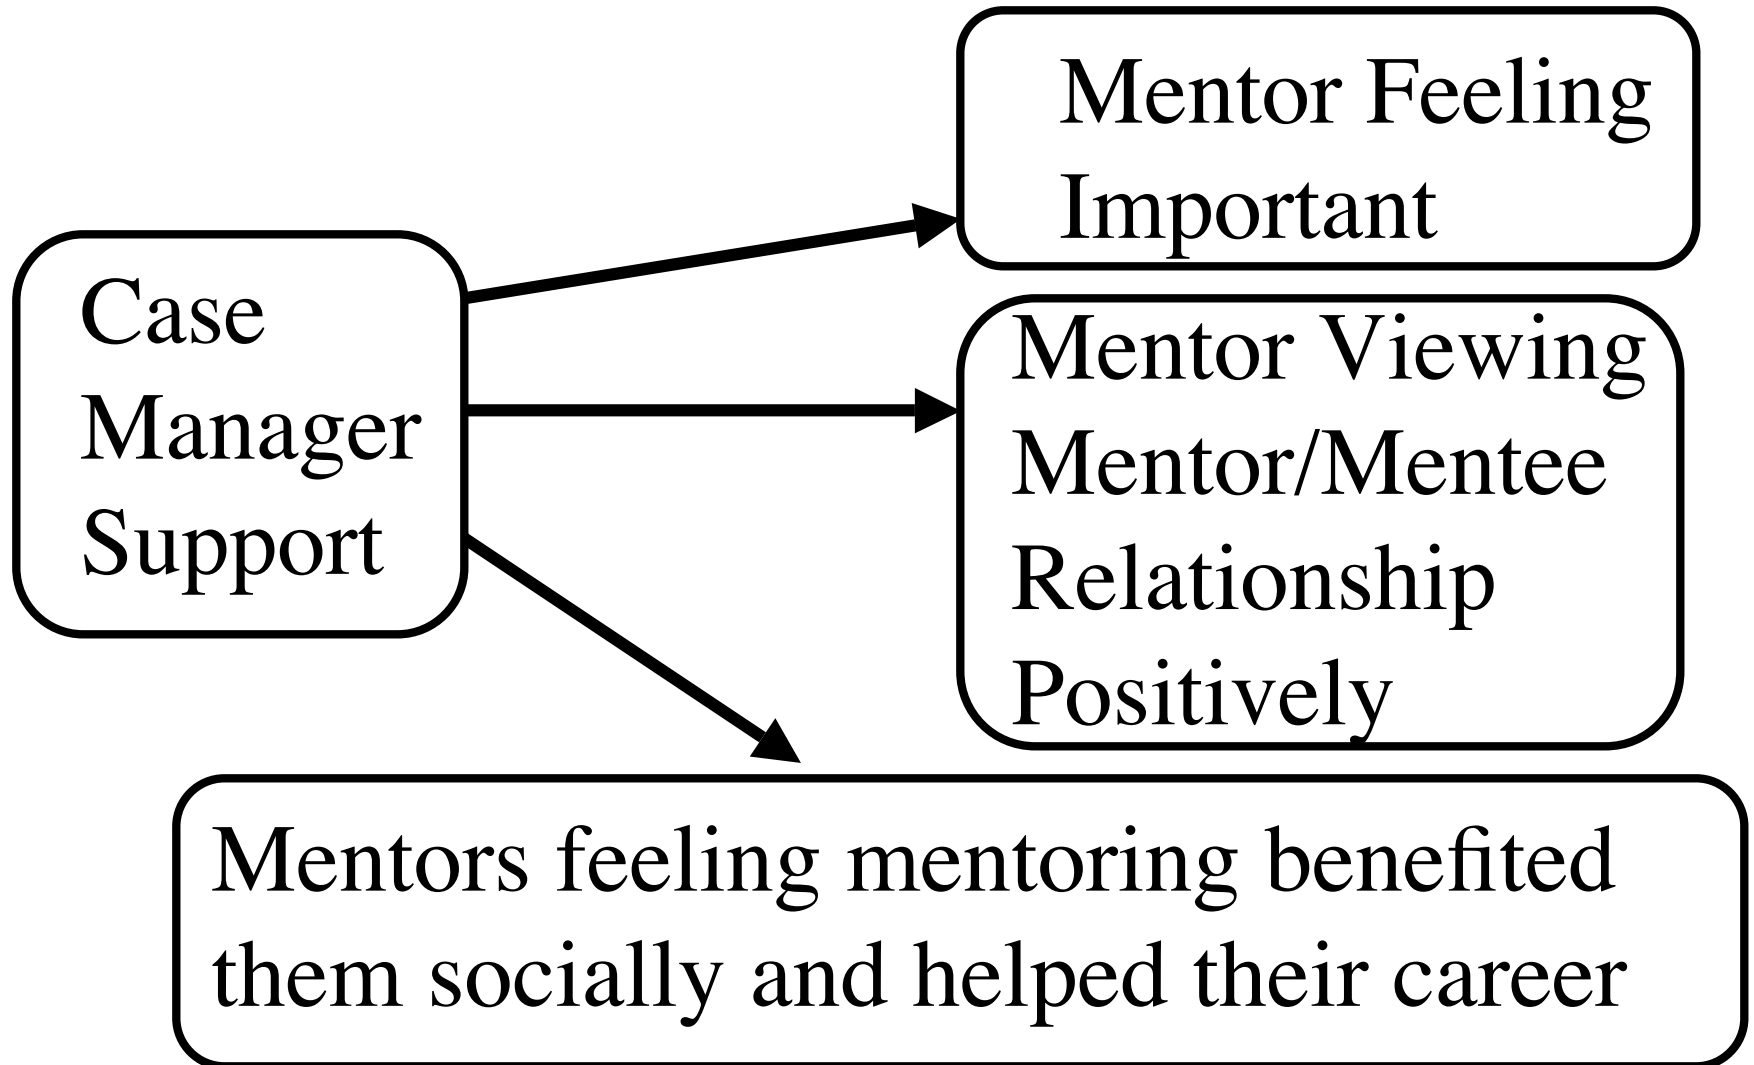 Case
Manager
Support
Mentor Feeling
Important
Mentor Viewing
Mentor/Mentee
Relationship
Positively
Mentors feeling mentoring benefited
them socially and helped their career